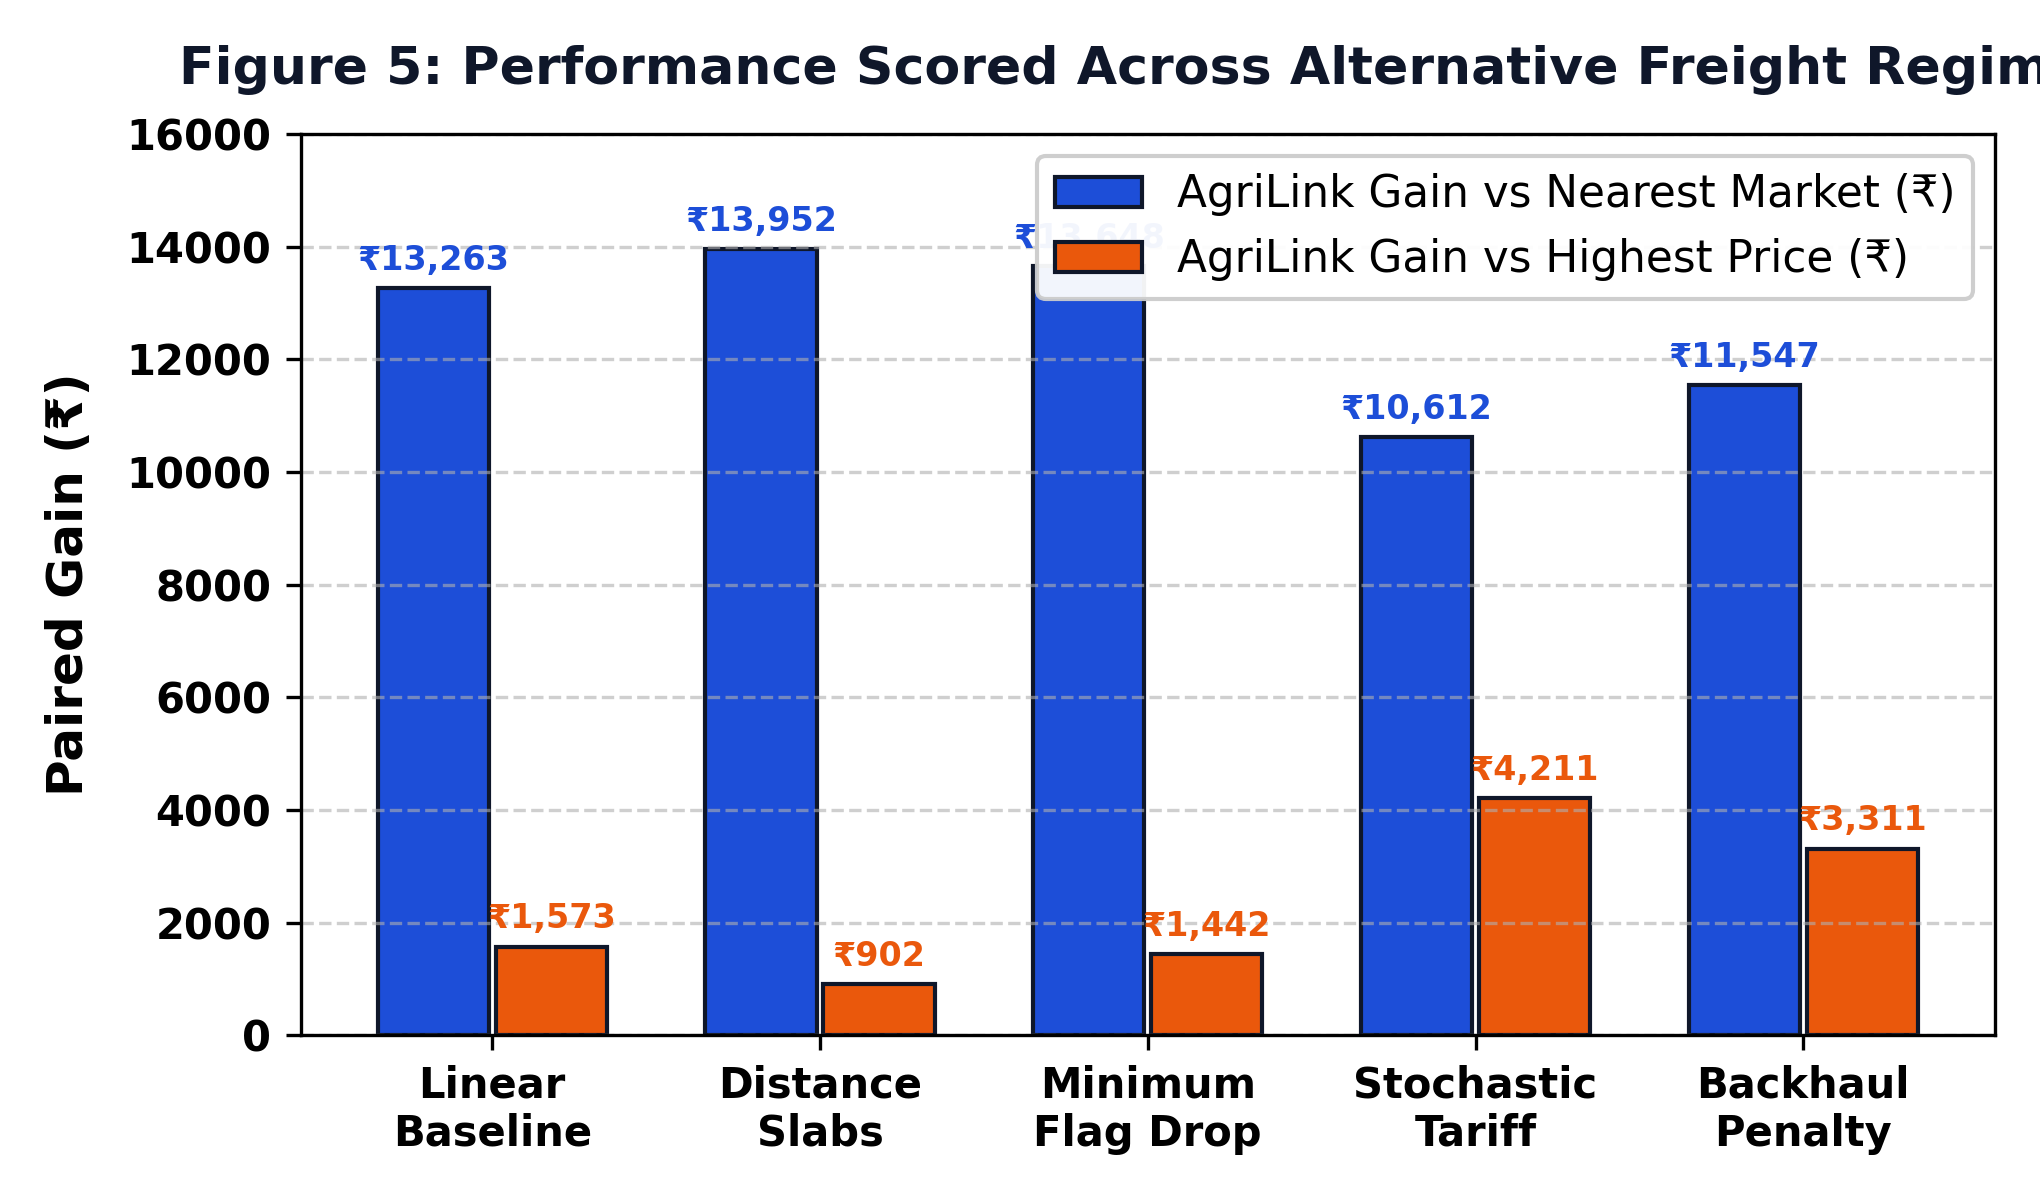 Figure 5: Performance Scored Across Alternative Freight Regim
Paired Gain (₹)
16000
14000
12000
10000
8000
6000
4000
2000
0
AgriLink Gain vs Nearest Market (₹)
AgriLink Gain vs Highest Price (₹)
₹13,263
₹1,573
₹13,952
₹902
₹13,648
₹1,442
₹10,612
₹4,211
₹11,547
₹3,311
Linear
Baseline
Distance
Slabs
Minimum
Flag Drop
Stochastic
Tariff
Backhaul
Penalty